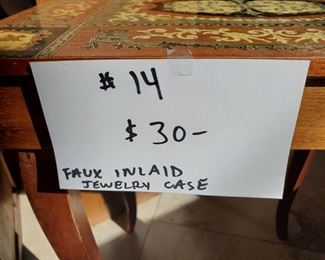 # 14
$ 30-
FAUX INLAID
JEWELRY CASE